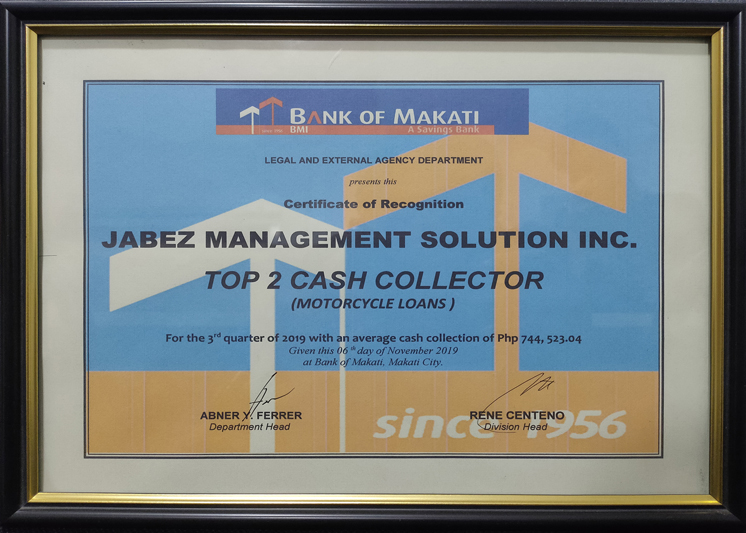 BANK OF MAKATI
since 1956 BMI A Savings Bank
LEGAL AND EXTERNAL AGENCY DEPARTMENT
presents this
Certificate of Recognition
JABEZ MANAGEMENT SOLUTION INC.
TOP 2 CASH COLLECTOR
(MOTORCYCLE LOANS )
For the 3rd quarter of 2019 with an average cash collection of Php 744, 523.04
Given this 06 th day of November 2019
at Bank of Makati, Makati City.
ABNER Y. FERRER RENE CENTENO
Department Head Division Head
since 1956